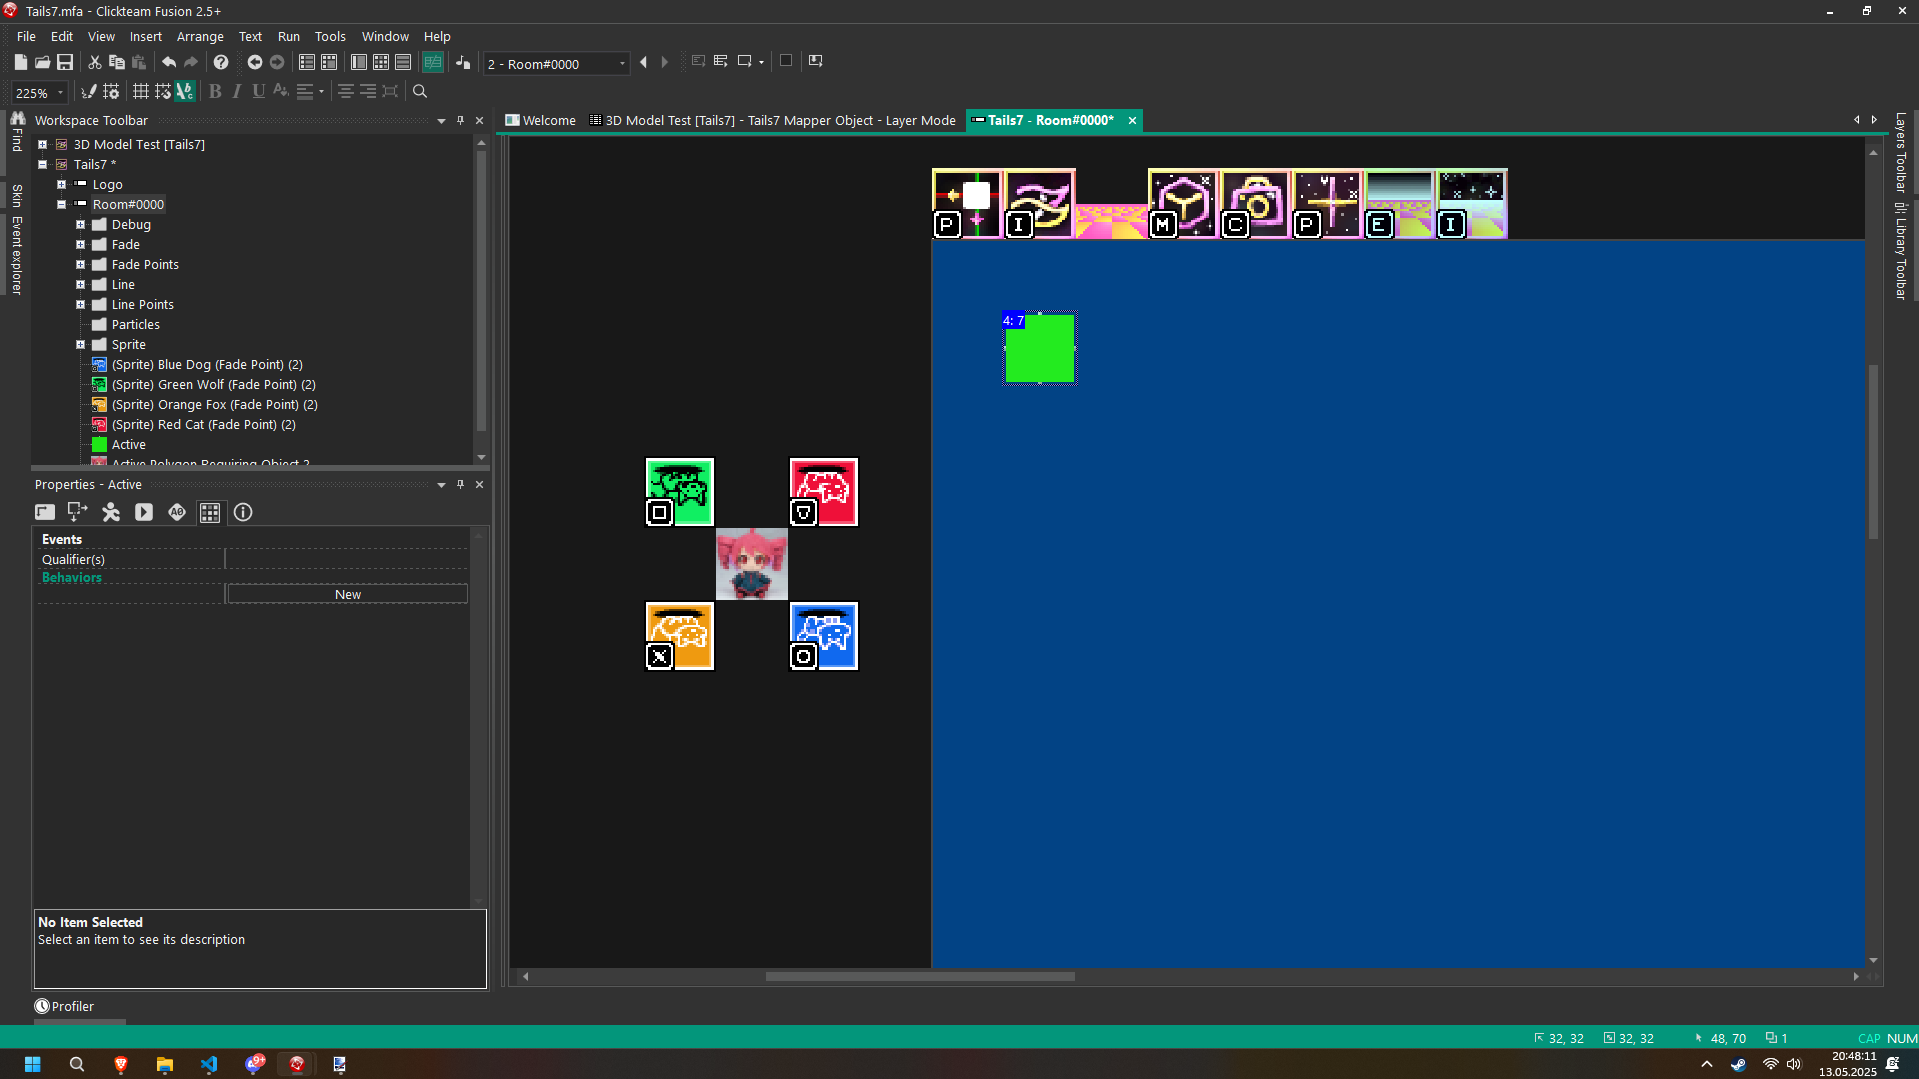 Tails7.mfa - Clickteam Fusion 2.5+
File Edit View Insert Arrange Text Run Tools Window Help
2 - Room#0000
225%
B I U
Find
Skin
Event explorer
Workspace Toolbar
3D Model Test [Tails7]
Tails7 *
Logo
Room#0000
Debug
Fade
Fade Points
Line
Line Points
Particles
Sprite
(Sprite) Blue Dog (Fade Point) (2)
(Sprite) Green Wolf (Fade Point) (2)
(Sprite) Orange Fox (Fade Point) (2)
(Sprite) Red Cat (Fade Point) (2)
Active
Active Polygon Requiring Object 2
Properties - Active
Events
Qualifier(s)
Behaviors
New
No Item Selected
Select an item to see its description
Profiler
Welcome
3D Model Test [Tails7] - Tails7 Mapper Object - Layer Mode
Tails7 - Room#0000*
P I M C P E I
4: 7
Layers Toolbar
Library Toolbar
32, 32
32, 32
48, 70
1
CAP NUM
9+
20:48:11
13.05.2025